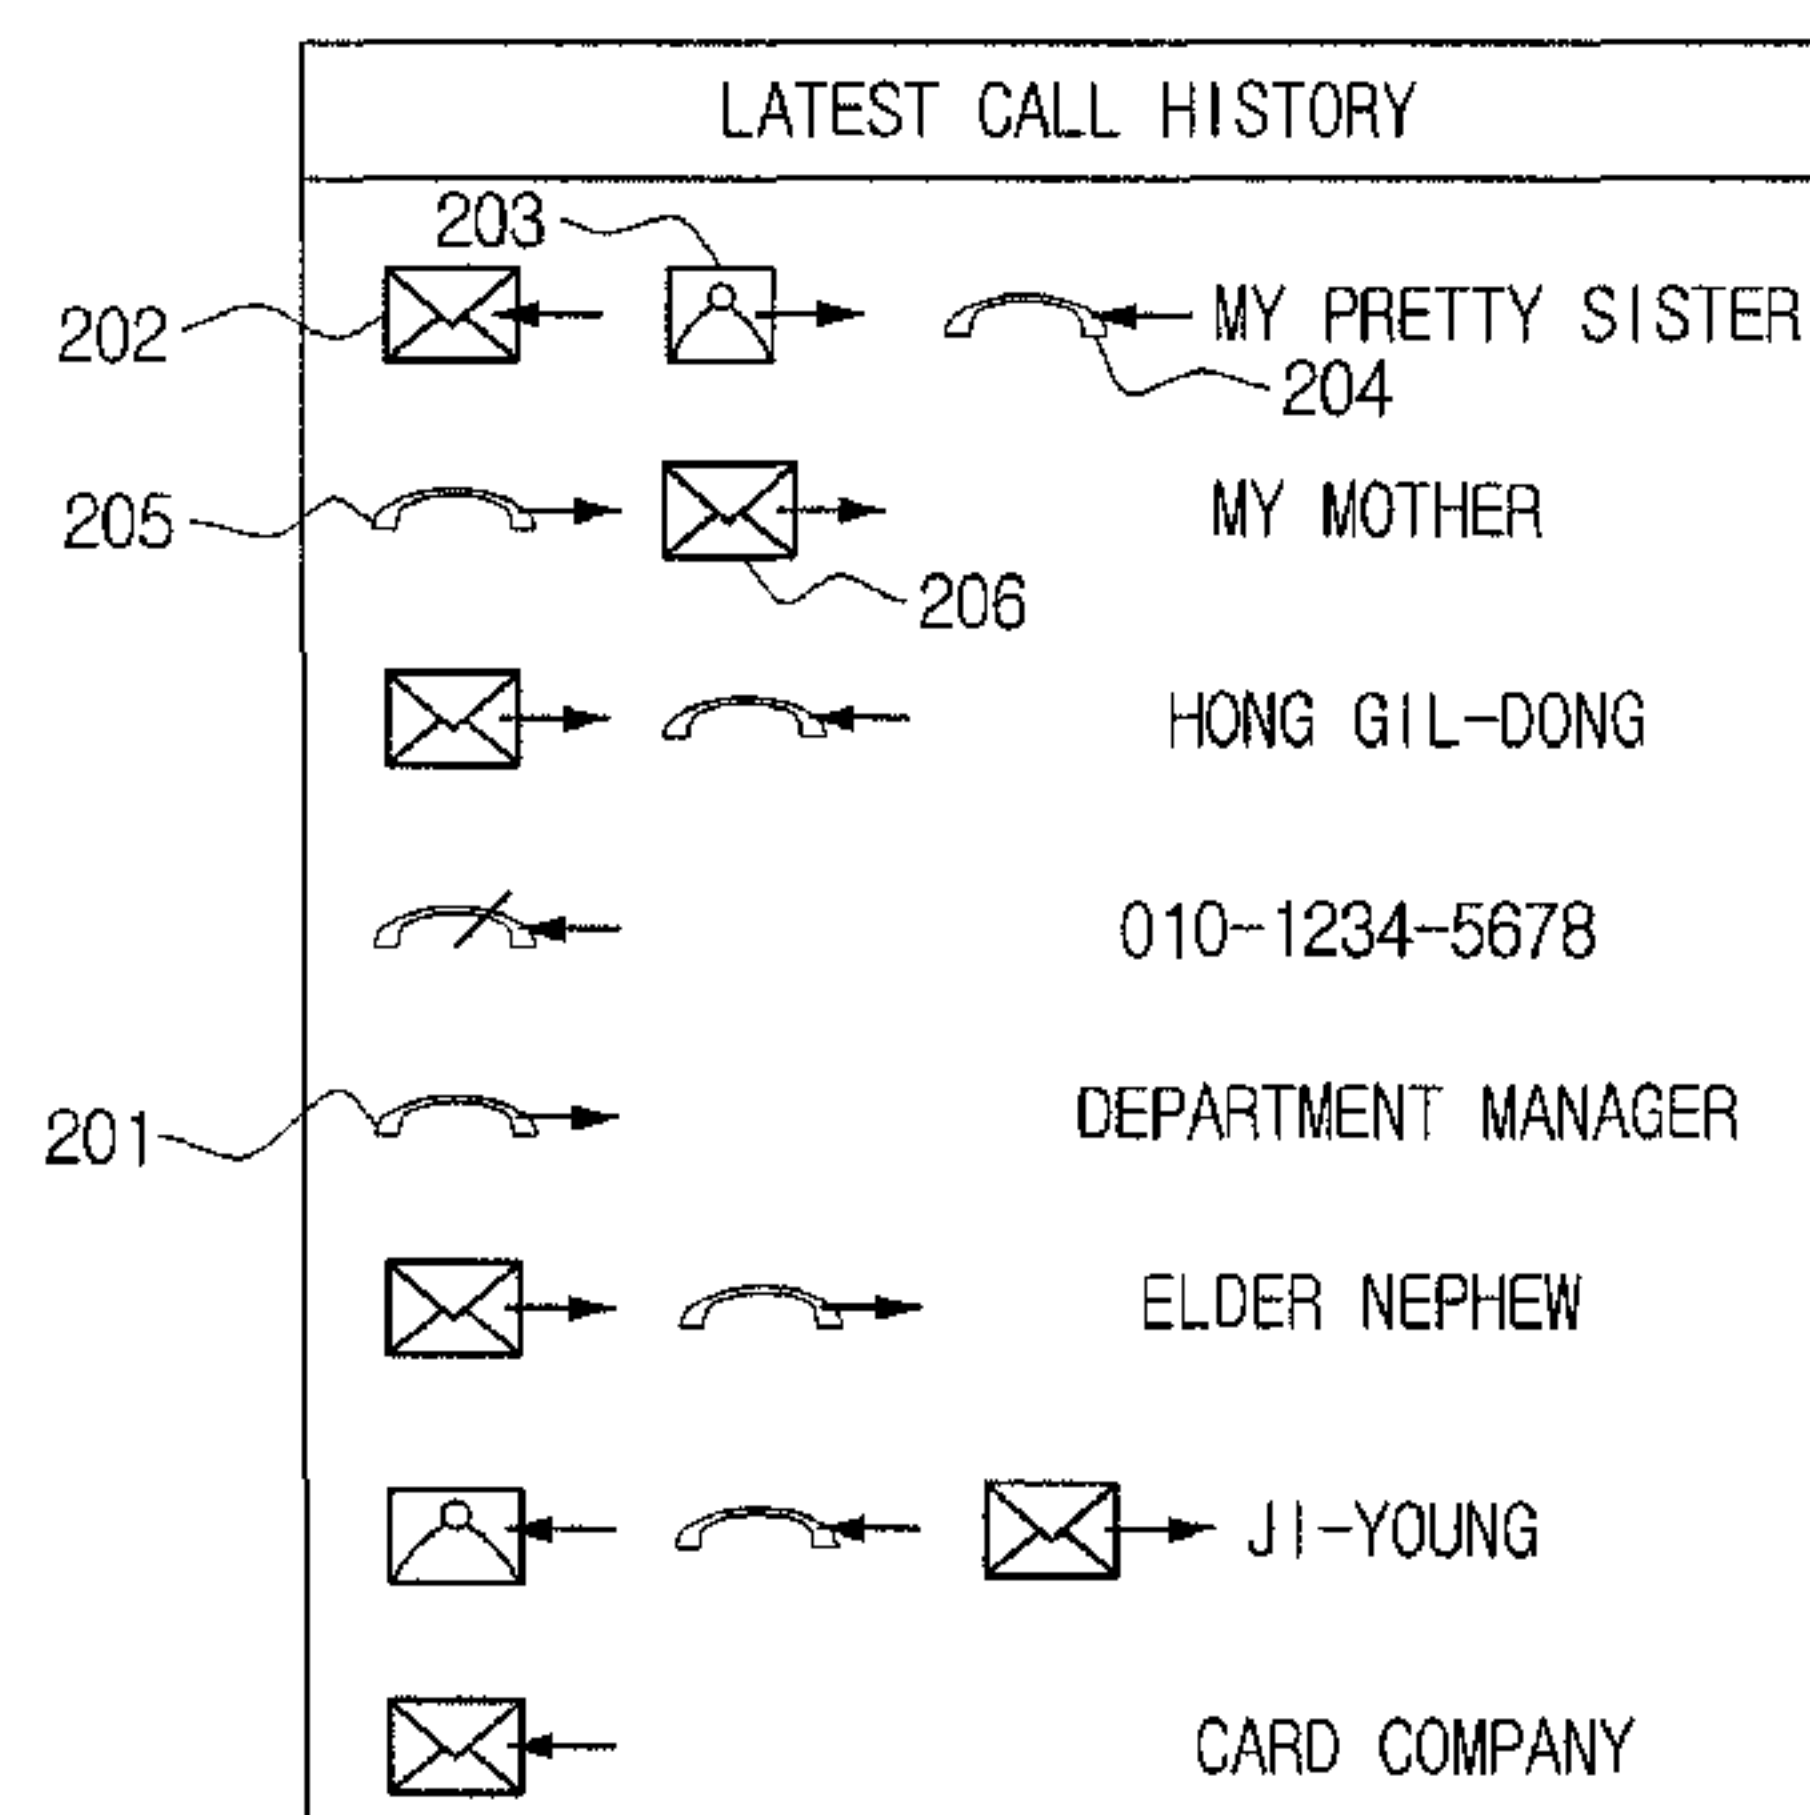 LATEST CALL HISTORY
203
202 MY PRETTY SISTER
204
205 MY MOTHER
206
HONG GIL-DONG
010-1234-5678
201 DEPARTMENT MANAGER
ELDER NEPHEW
JI-YOUNG
CARD COMPANY